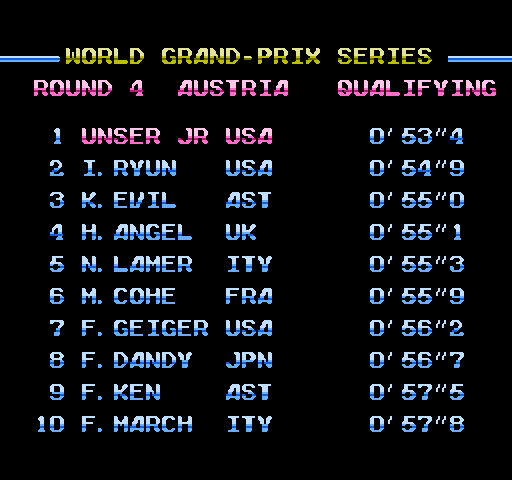 WORLD GRAND-PRIX SERIES
ROUND 4 AUSTRIA QUALIFYING
1 UNSER JR USA 0'53"4
2 I. RYUN USA 0'54"9
3 K. EVIL AST 0'55"0
4 H. ANGEL UK 0'55"1
5 N. LAMER ITY 0'55"3
6 M. COHE FRA 0'55"9
7 F. GEIGER USA 0'56"2
8 F. DANDY JPN 0'56"7
9 F. KEN AST 0'57"5
10 F. MARCH ITY 0'57"8